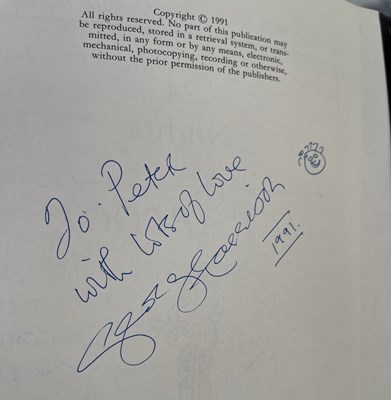 Copyright © 1991
All rights reserved. No part of this publication may
be reproduced, stored in a retrieval system, or trans-
mitted, in any form or by any means, electronic,
mechanical, photocopying, recording or otherwise,
without the prior permission of the publishers.
To. Peter
with lots of love
George Harrison
1991.